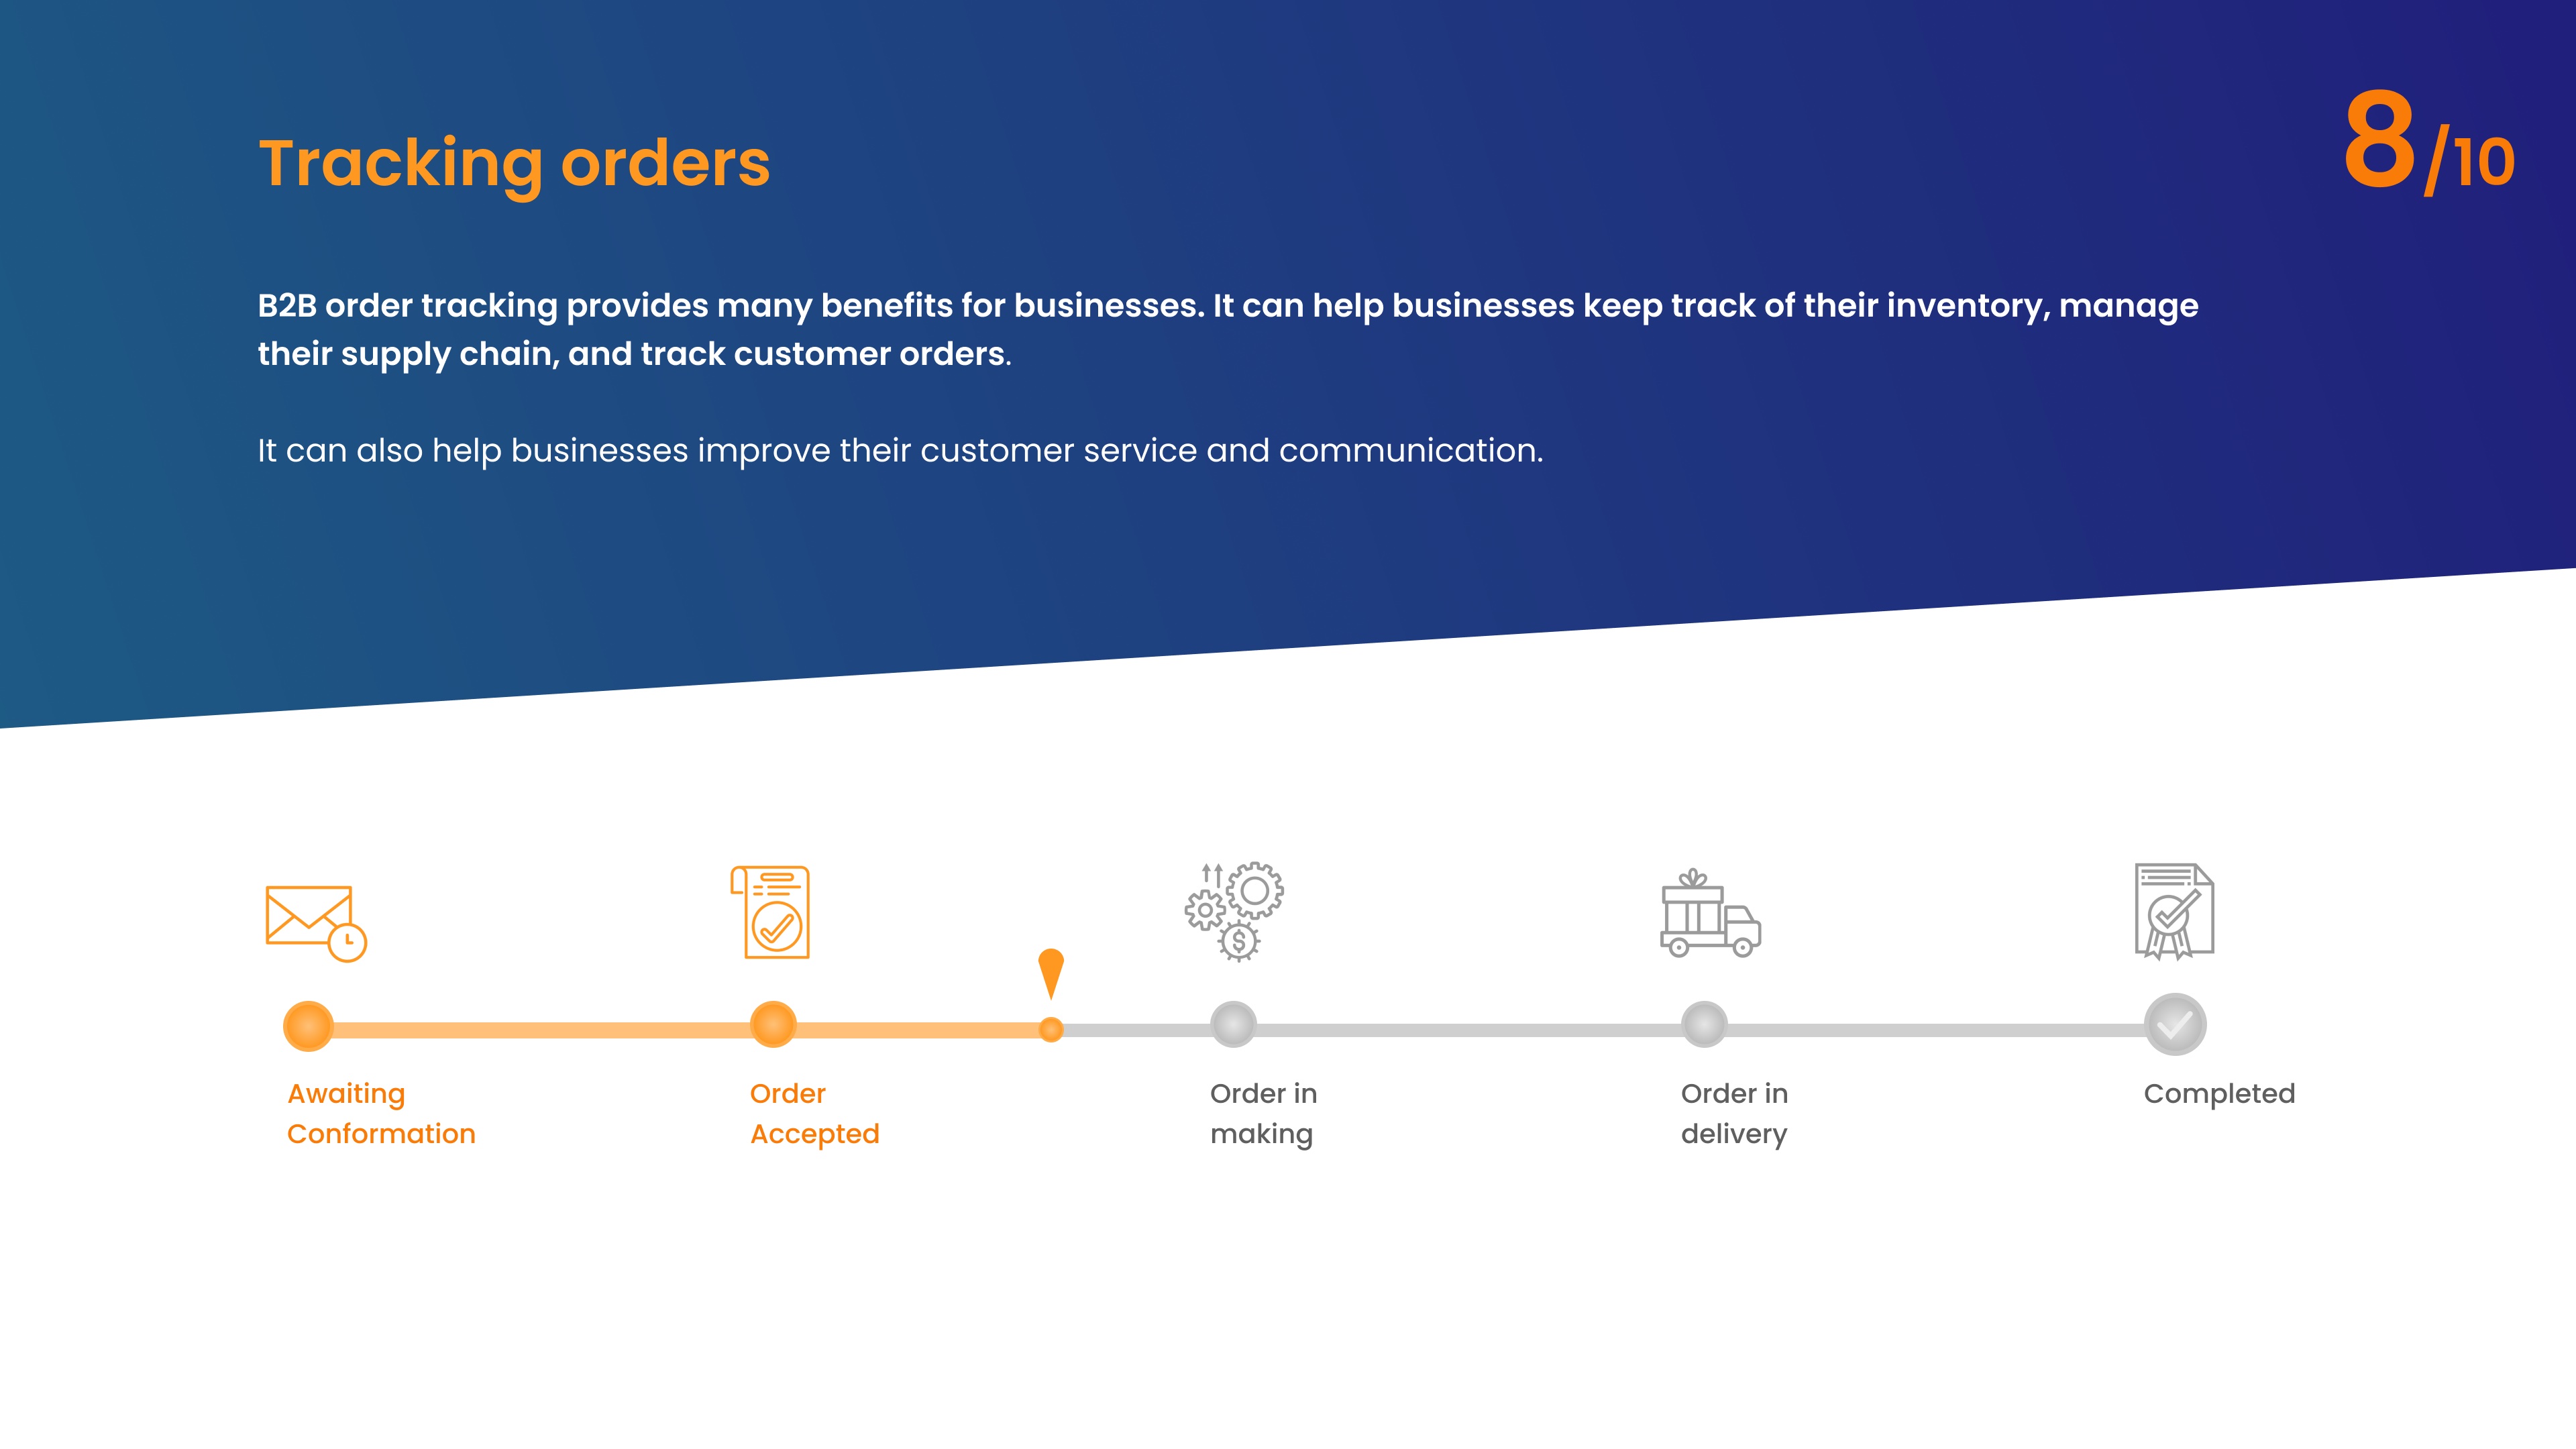 Tracking orders
8/10
B2B order tracking provides many benefits for businesses. It can help businesses keep track of their inventory, manage
their supply chain, and track customer orders.
It can also help businesses improve their customer service and communication.
$
Awaiting
Conformation
Order
Accepted
Order in
making
Order in
delivery
Completed